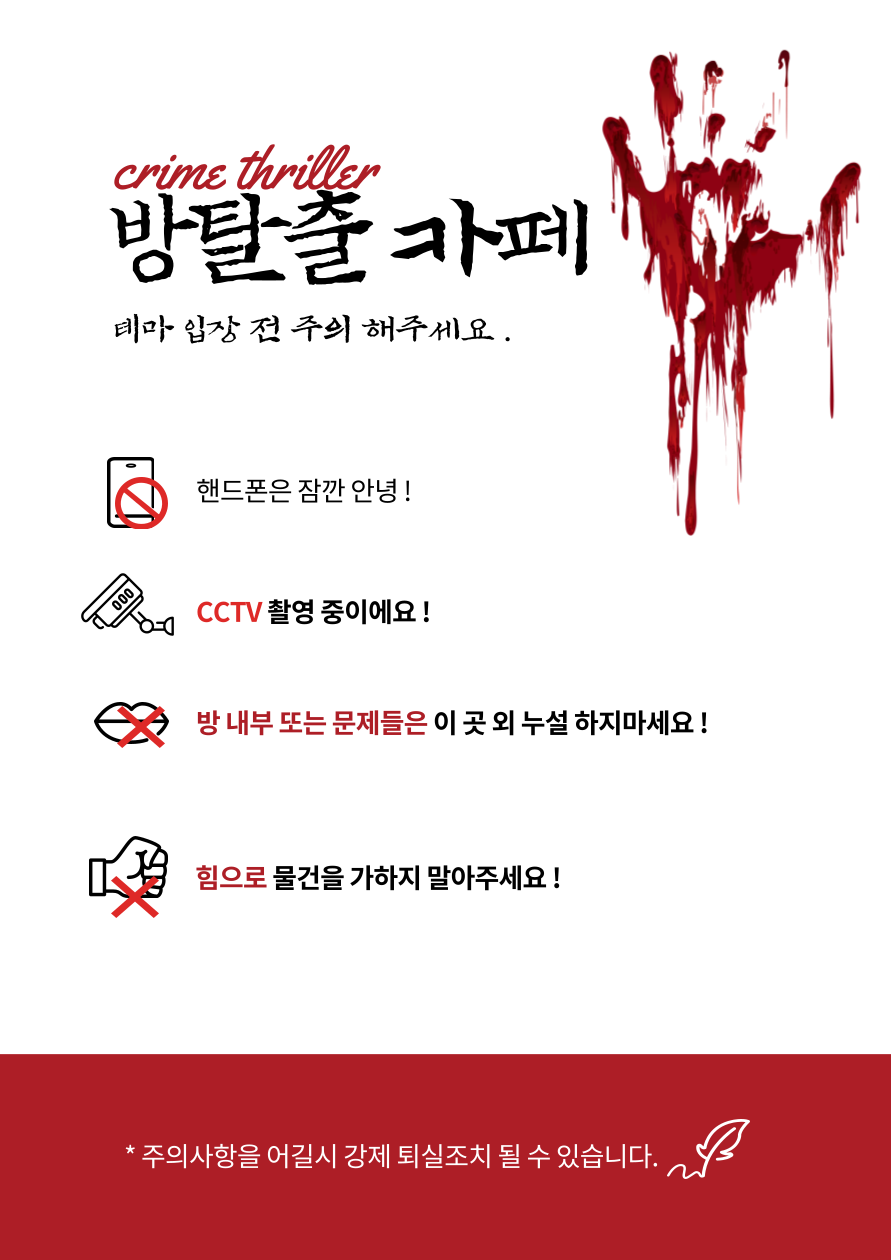 crime thriller
방탈출 카페
테마 입장 전 주의 해주세요 .
핸드폰은 잠깐 안녕 !
CCTV 촬영 중이에요 !
방 내부 또는 문제들은 이 곳 외 누설 하지마세요 !
힘으로 물건을 가하지 말아주세요 !
* 주의사항을 어길시 강제 퇴실조치 될 수 있습니다.